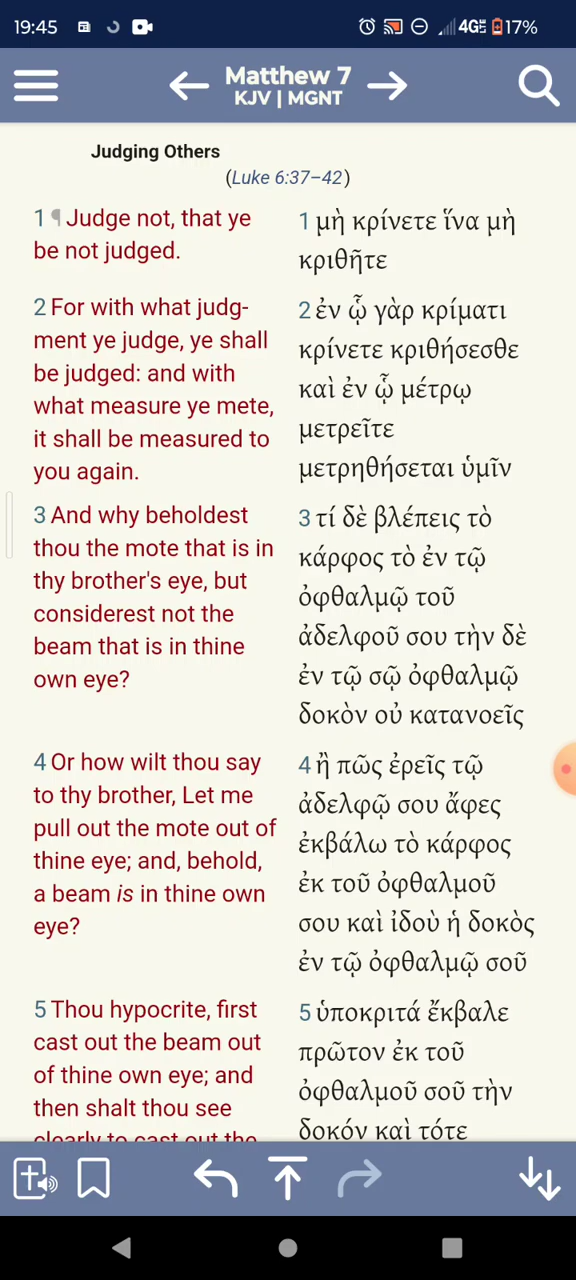 19:45
4G
17%
Matthew 7
KJV | MGNT
Judging Others
(Luke 6:37–42)
1 ¶ Judge not, that ye
be not judged.
2 For with what judg-
ment ye judge, ye shall
be judged: and with
what measure ye mete,
it shall be measured to
you again.
3 And why beholdest
thou the mote that is in
thy brother's eye, but
considerest not the
beam that is in thine
own eye?
4 Or how wilt thou say
to thy brother, Let me
pull out the mote out of
thine eye; and, behold,
a beam is in thine own
eye?
5 Thou hypocrite, first
cast out the beam out
of thine own eye; and
then shalt thou see
clearly to cast out the
1 μὴ κρίνετε ἵνα μὴ
κριθῆτε
2 ἐν ᾧ γὰρ κρίματι
κρίνετε κριθήσεσθε
καὶ ἐν ᾧ μέτρῳ
μετρεῖτε
μετρηθήσεται ὑμῖν
3 τί δὲ βλέπεις τὸ
κάρφος τὸ ἐν τῷ
ὀφθαλμῷ τοῦ
ἀδελφοῦ σου τὴν δὲ
ἐν τῷ σῷ ὀφθαλμῷ
δοκὸν οὐ κατανοεῖς
4 ἢ πῶς ἐρεῖς τῷ
ἀδελφῷ σου ἄφες
ἐκβάλω τὸ κάρφος
ἐκ τοῦ ὀφθαλμοῦ
σου καὶ ἰδοὺ ἡ δοκὸς
ἐν τῷ ὀφθαλμῷ σοῦ
5 ὑποκριτά ἔκβαλε
πρῶτον ἐκ τοῦ
ὀφθαλμοῦ σοῦ τὴν
δοκόν καὶ τότε